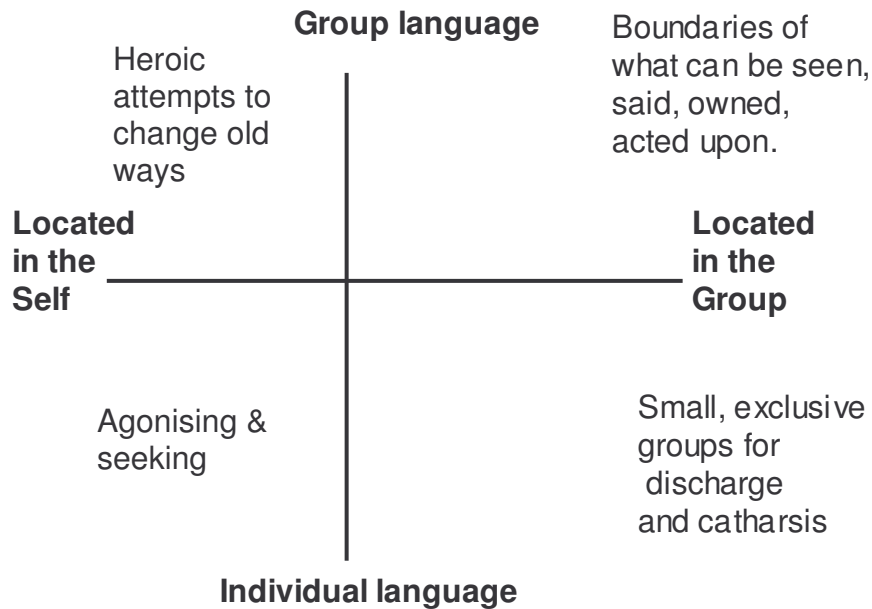 Group language
Heroic
attempts to
change old
ways
Boundaries of
what can be seen,
said, owned,
acted upon.
Located
in the
Self
Located
in the
Group
Agonising &
seeking
Small, exclusive
groups for
discharge
and catharsis
Individual language